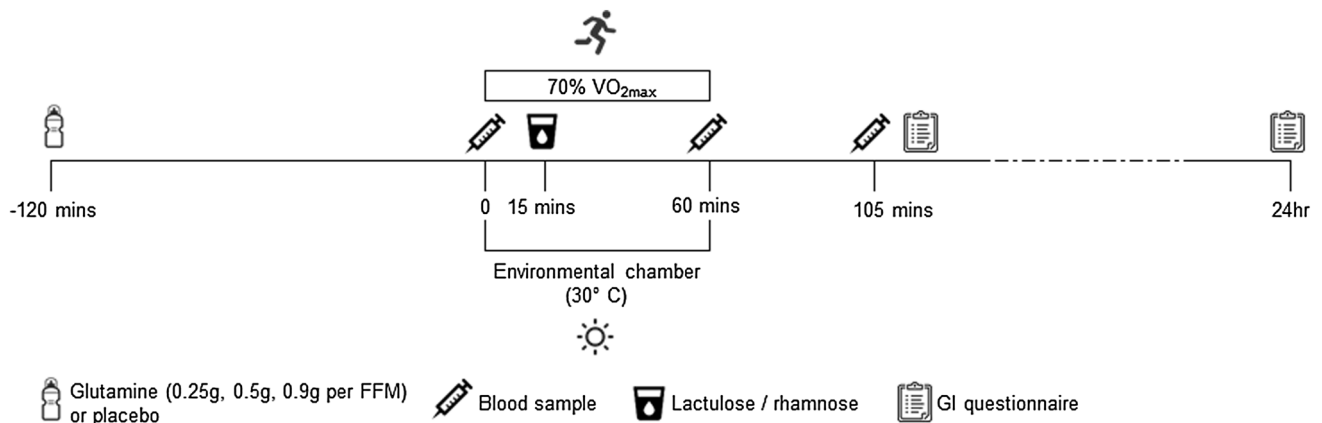 70% VO2max
-120 mins
0
15 mins
60 mins
105 mins
24hr
Environmental chamber
(30° C)
Glutamine (0.25g, 0.5g, 0.9g per FFM)
or placebo
Blood sample
Lactulose / rhamnose
GI questionnaire